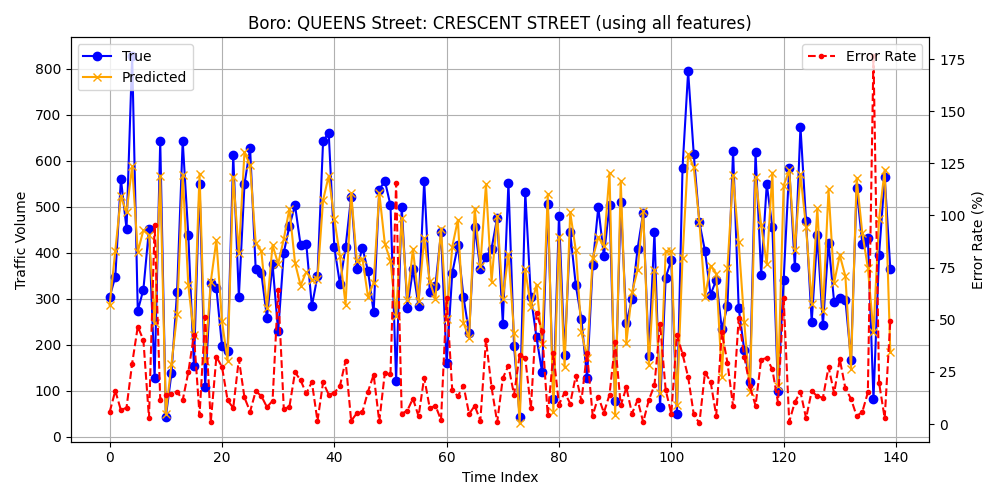 Boro: QUEENS Street: CRESCENT STREET (using all features)
True
Predicted
Error Rate
Traffic Volume
800
700
600
500
400
300
200
100
0
175
150
125
100
75
50
25
0
Error Rate (%)
0 20 40 60 80 100 120 140
Time Index